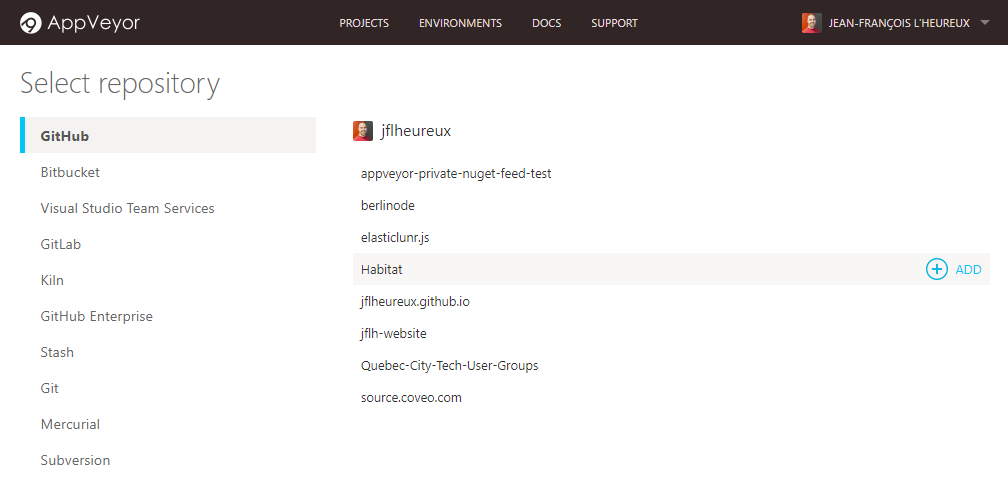 AppVeyor
PROJECTS ENVIRONMENTS DOCS SUPPORT JEAN-FRANÇOIS L'HEUREUX
Select repository
GitHub
Bitbucket
Visual Studio Team Services
GitLab
Kiln
GitHub Enterprise
Stash
Git
Mercurial
Subversion
jflheureux
appveyor-private-nuget-feed-test
berlinode
elasticlunr.js
Habitat ADD
jflheureux.github.io
jflh-website
Quebec-City-Tech-User-Groups
source.coveo.com